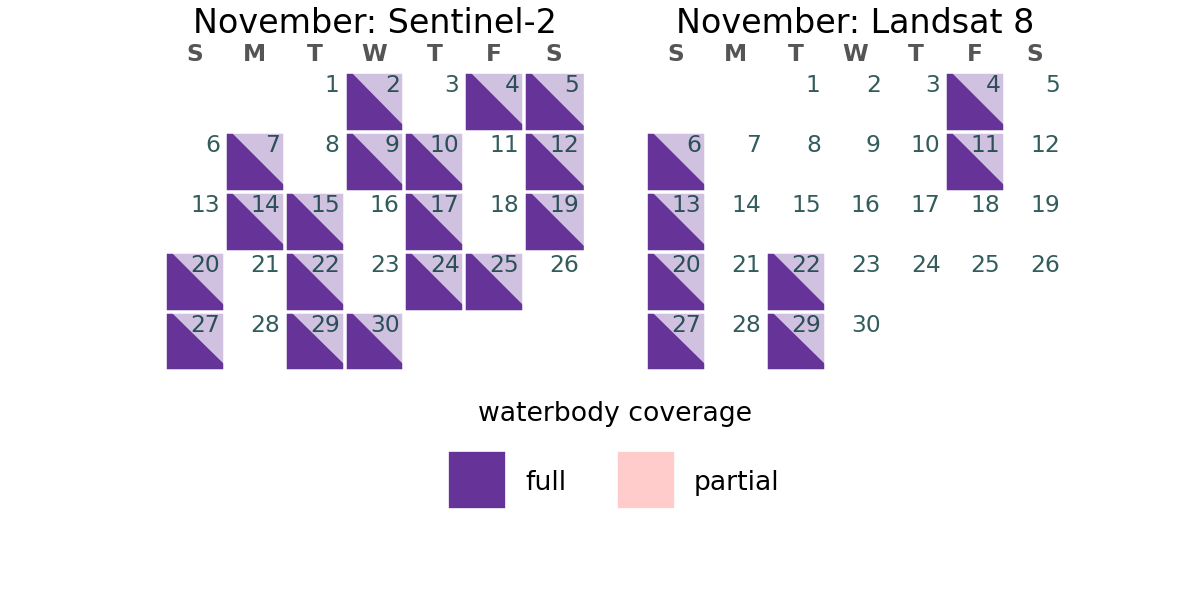 November: Sentinel-2
S M T W T F S
1 2 3 4 5
6 7 8 9 10 11 12
13 14 15 16 17 18 19
20 21 22 23 24 25 26
27 28 29 30
November: Landsat 8
S M T W T F S
1 2 3 4 5
6 7 8 9 10 11 12
13 14 15 16 17 18 19
20 21 22 23 24 25 26
27 28 29 30
waterbody coverage
full partial